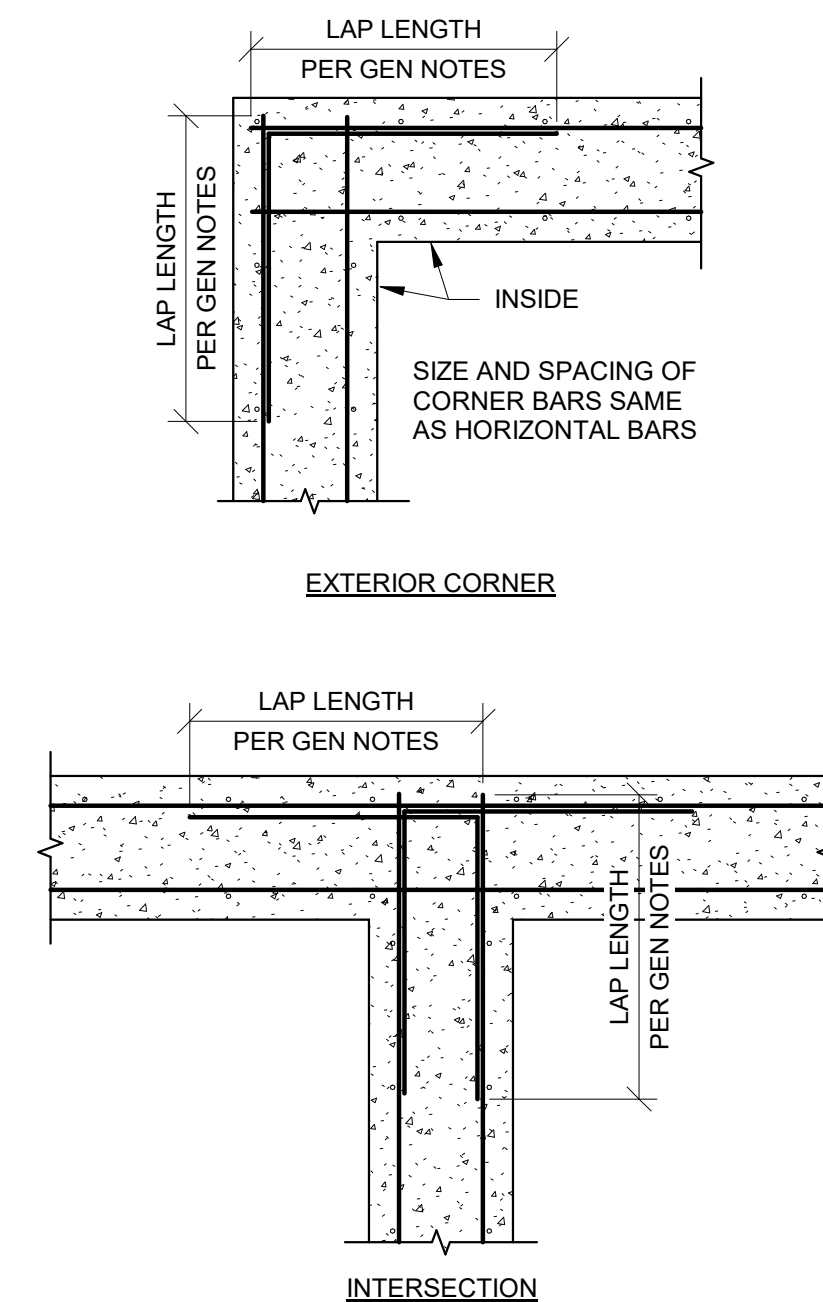 LAP LENGTH
PER GEN NOTES
LAP LENGTH
PER GEN NOTES
INSIDE
SIZE AND SPACING OF
CORNER BARS SAME
AS HORIZONTAL BARS
EXTERIOR CORNER
LAP LENGTH
PER GEN NOTES
LAP LENGTH
PER GEN NOTES
INTERSECTION